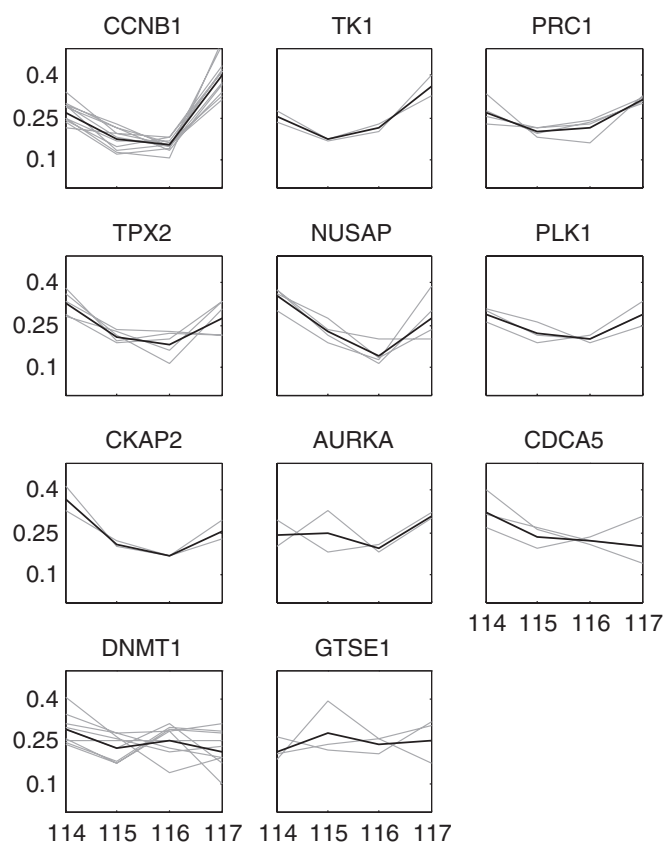 CCNB1 TK1 PRC1
0.4
0.25
0.1
TPX2 NUSAP PLK1
0.4
0.25
0.1
CKAP2 AURKA CDCA5
0.4
0.25
0.1
114 115 116 117
DNMT1 GTSE1
0.4
0.25
0.1
114 115 116 117 114 115 116 117